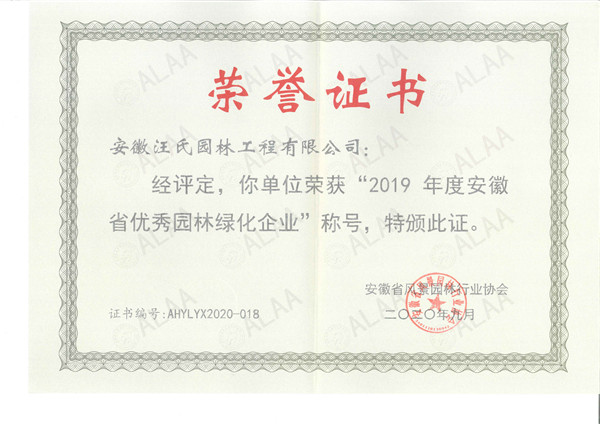 荣誉证书
安徽汪氏园林工程有限公司：
经评定，你单位荣获“2019 年度安徽
省优秀园林绿化企业”称号，特颁此证。
安徽省风景园林行业协会
证书编号：AHYLYX2020-018
二〇二〇年九月
ALAA